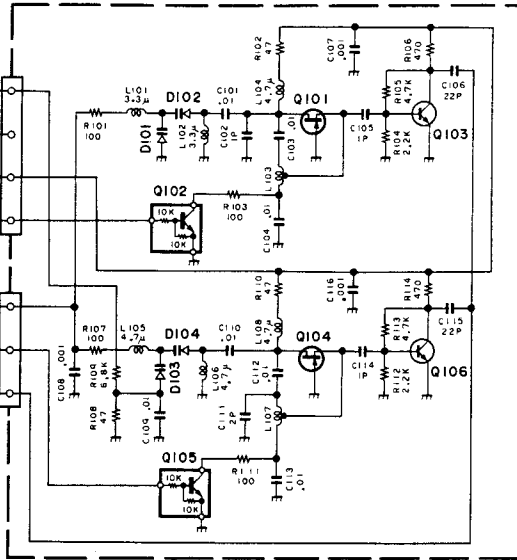 R102
47
C107
.001
R106
470
L104
4.7μ
L101
3.3μ
C101
.01
D102
Q101
R105
4.7K
C106
22P
R101
100
D101
L102
3.3μ
C102
1P
C103
.01
C105
1P
R104
2.2K
Q103
L103
Q102
R103
100
C104
.01
10K
10K
R110
47
C116
.001
R114
470
L108
4.7μ
R107
100
L105
4.7μ
D104
C110
.01
Q104
R113
4.7K
C115
22P
C108
.001
R109
6.8K
D103
L106
4.7μ
C112
.01
C114
1P
R112
2.2K
Q106
R108
47
C109
.01
C111
2P
L107
Q105
R111
100
C113
.01
10K
10K